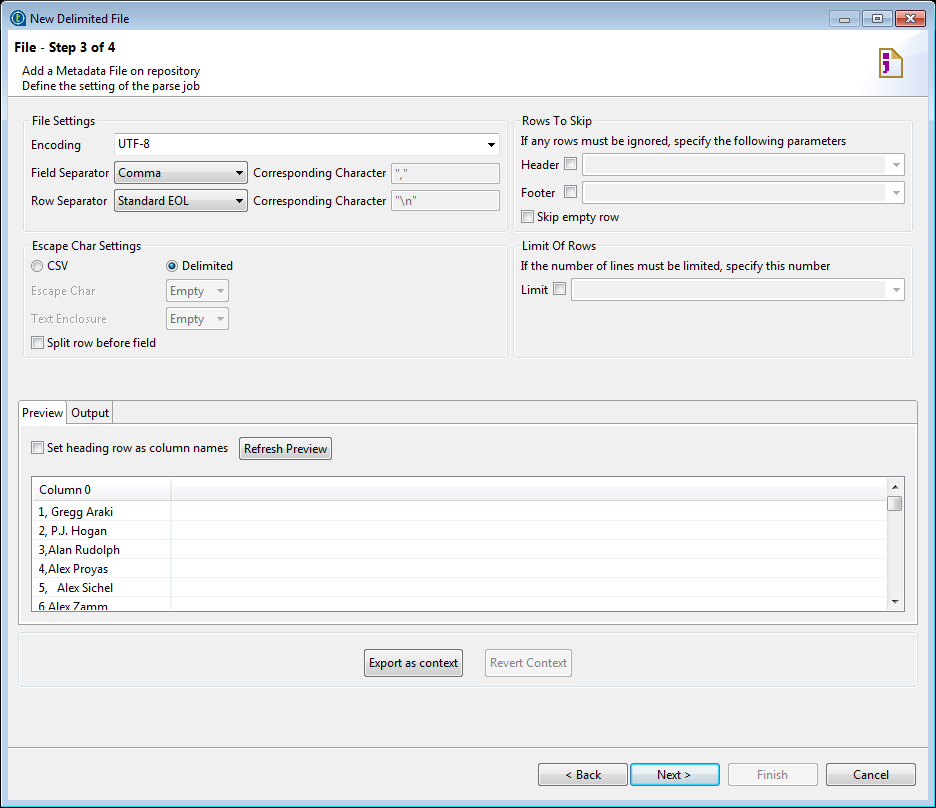 New Delimited File
File - Step 3 of 4
Add a Metadata File on repository
Define the setting of the parse job
File Settings
Encoding UTF-8
Field Separator Comma Corresponding Character ","
Row Separator Standard EOL Corresponding Character "\n"
Rows To Skip
If any rows must be ignored, specify the following parameters
Header
Footer
Skip empty row
Escape Char Settings
CSV Delimited
Escape Char Empty
Text Enclosure Empty
Split row before field
Limit Of Rows
If the number of lines must be limited, specify this number
Limit
Preview Output
Set heading row as column names Refresh Preview
Column 0
1, Gregg Araki
2, P.J. Hogan
3,Alan Rudolph
4,Alex Proyas
5,   Alex Sichel
6 Alex Zamm
Export as context Revert Context
< Back Next > Finish Cancel